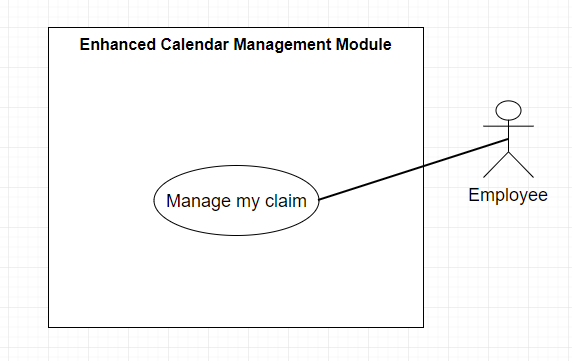 Enhanced Calendar Management Module
Manage my claim
Employee